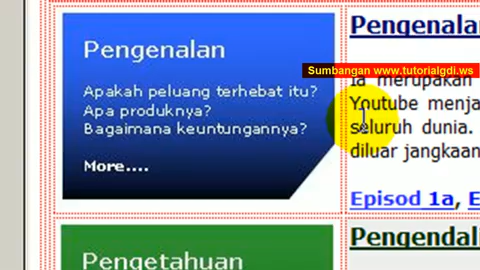 Pengenalan
Apakah peluang terhebat itu?
Apa produknya?
Bagaimana keuntungannya?
More....
Pengetahuan
Pengenala
Sumbangan www.tutorialgdi.ws
Ia merupakan
Youtube menja
seluruh dunia.
diluar jangkaan
Episod 1a, E
Pengendali